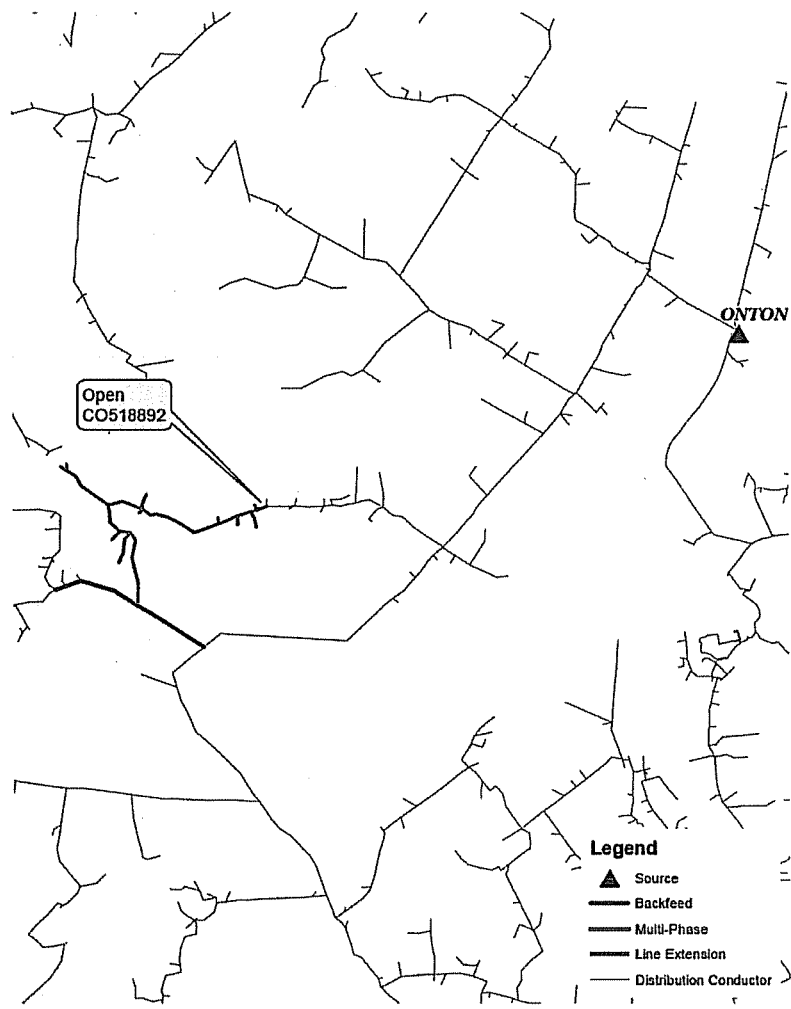 ONTON
Open
CO518892
Legend
Source
Backfeed
Multi-Phase
Line Extension
Distribution Conductor